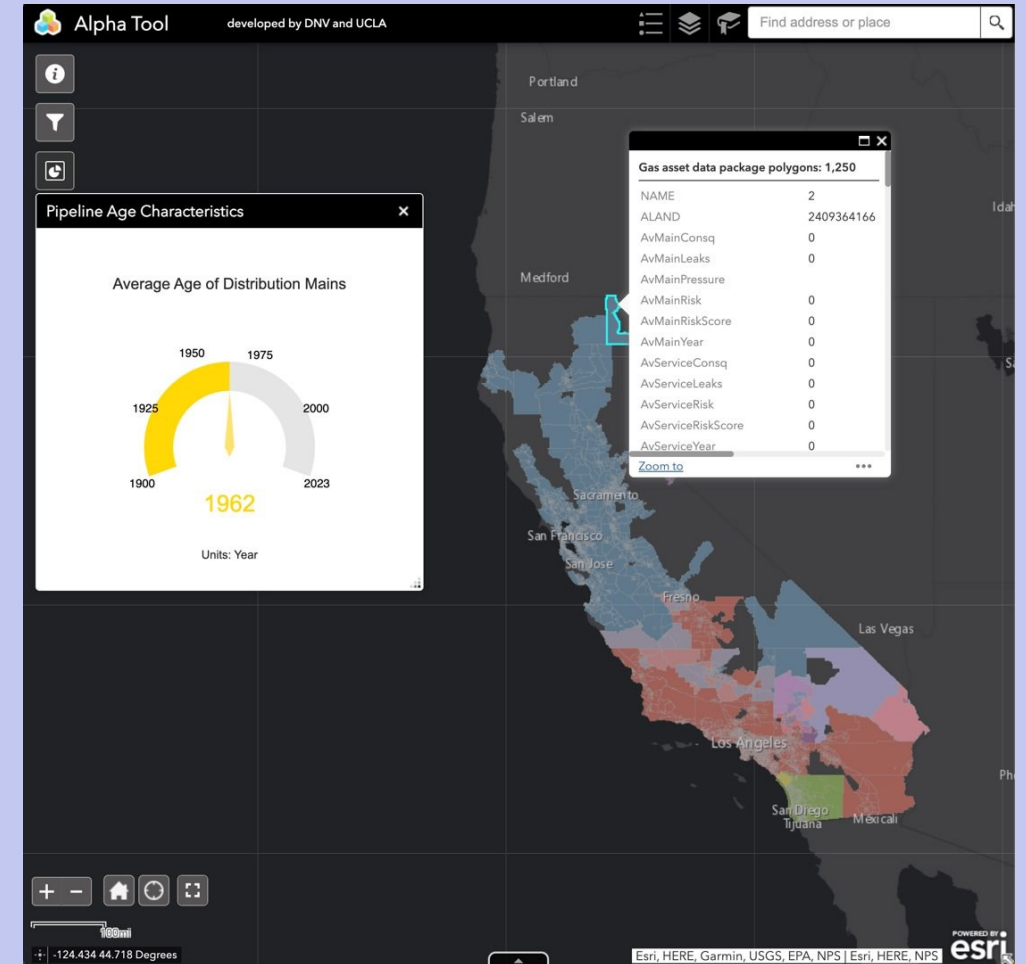 Alpha Tool
developed by DNV and UCLA
Find address or place
Portland
Salem
Medford
Sacramento
San Francisco
San Jose
Fresno
Las Vegas
Los Angeles
San Diego
Tijuana
Mexicali
Idah
Ph
Pipeline Age Characteristics
Average Age of Distribution Mains
1950 1975
1925 2000
1900 2023
1962
Units: Year
Gas asset data package polygons: 1,250
NAME 2
ALAND 2409364166
AvMainConsq 0
AvMainLeaks 0
AvMainPressure
AvMainRisk 0
AvMainRiskScore 0
AvMainYear 0
AvServiceConsq 0
AvServiceLeaks 0
AvServiceRisk 0
AvServiceRiskScore 0
AvServiceYear 0
Zoom to
100mi
-124.434 44.718 Degrees
Esri, HERE, Garmin, USGS, EPA, NPS | Esri, HERE, NPS
POWERED BY
esri